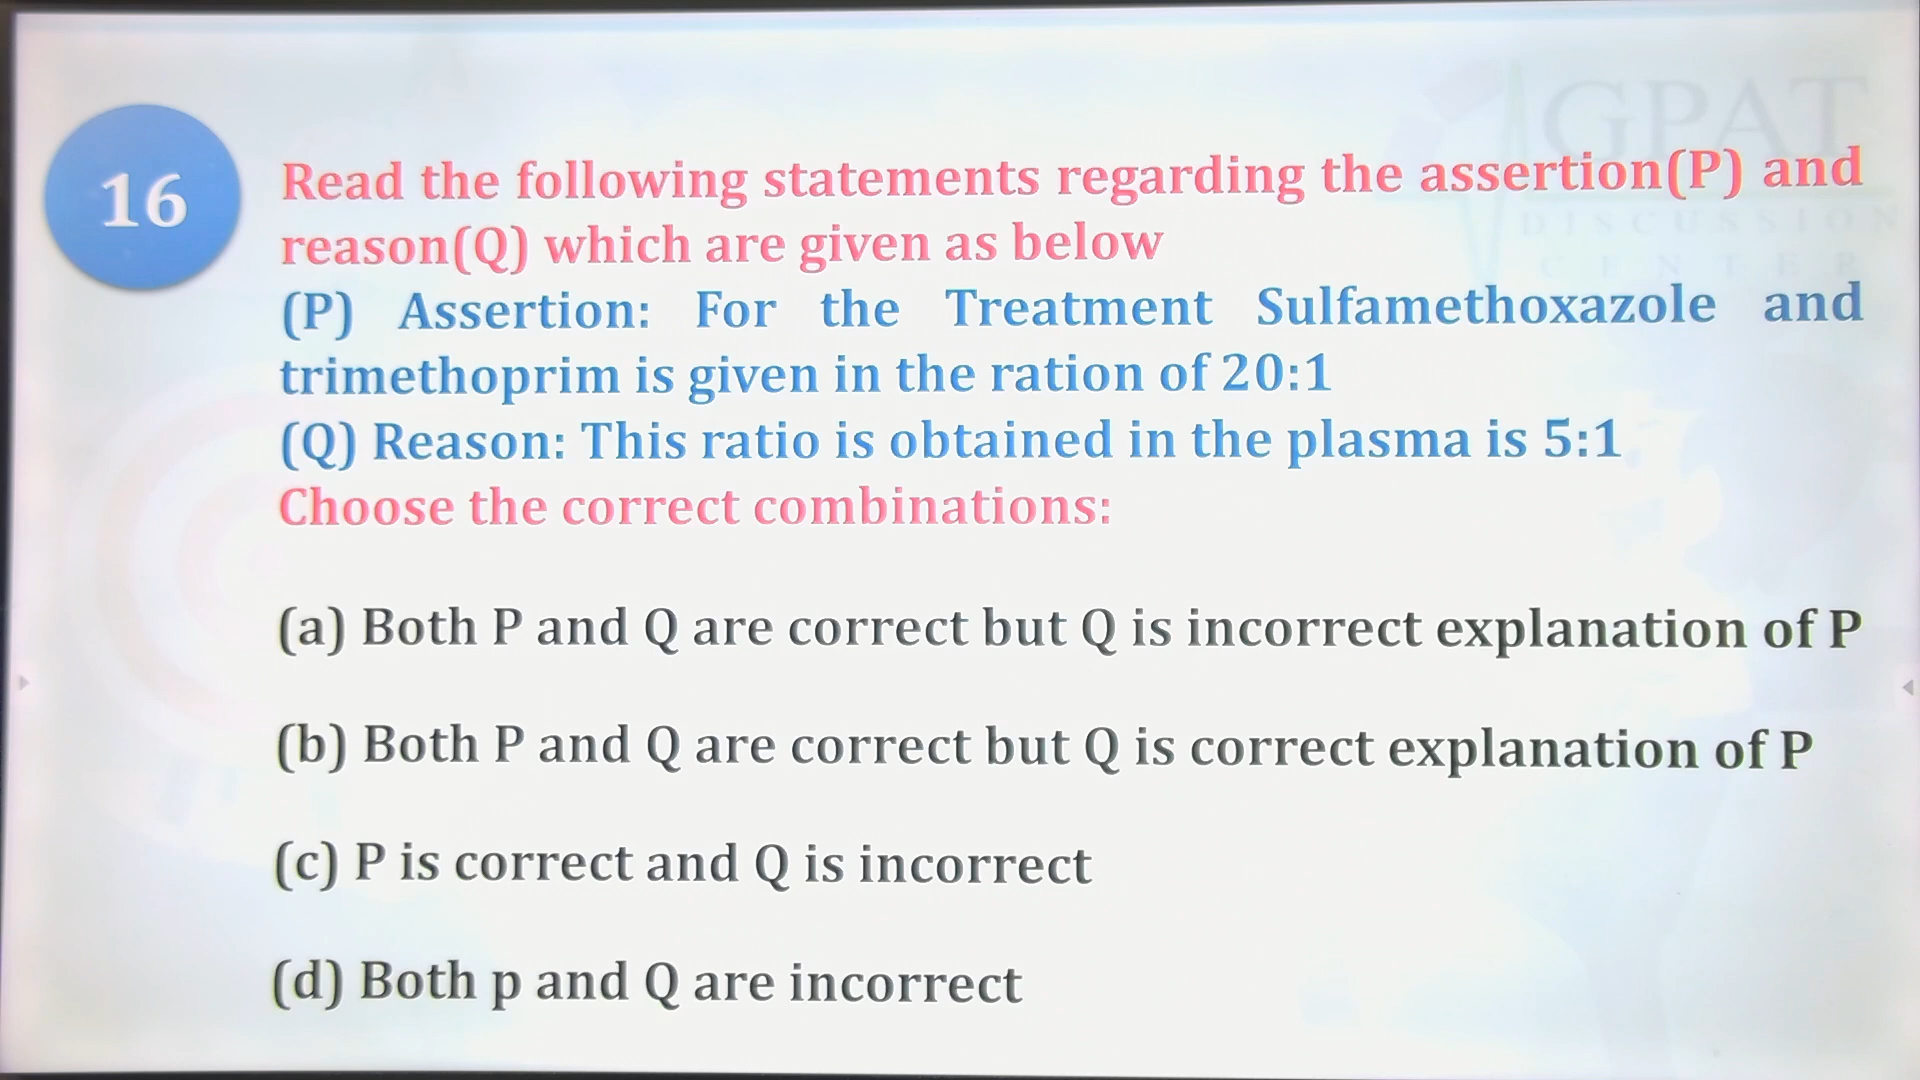 GPAT
DISCUSSION
CENTER
16
Read the following statements regarding the assertion(P) and
reason(Q) which are given as below
(P) Assertion: For the Treatment Sulfamethoxazole and
trimethoprim is given in the ration of 20:1
(Q) Reason: This ratio is obtained in the plasma is 5:1
Choose the correct combinations:
(a) Both P and Q are correct but Q is incorrect explanation of P
(b) Both P and Q are correct but Q is correct explanation of P
(c) P is correct and Q is incorrect
(d) Both p and Q are incorrect